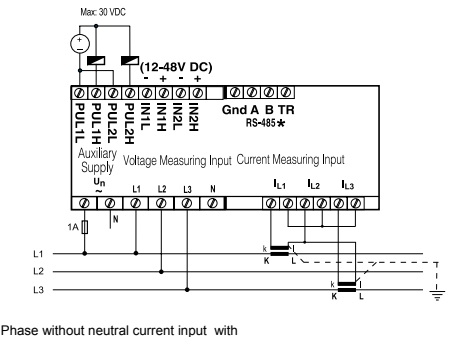 Max: 30 VDC
+
−
(12-48V DC)
- + - +
PUL1L PUL1H PUL2L PUL2H IN1L IN1H IN2L IN2H
Gnd A B TR
RS-485*
Auxiliary Supply
Voltage Measuring Input
Current Measuring Input
Un
~
L1 L2 L3 N
IL1 IL2 IL3
N
1A
L1
k l
K L
L2
L3
k l
K L
Phase without neutral current input with